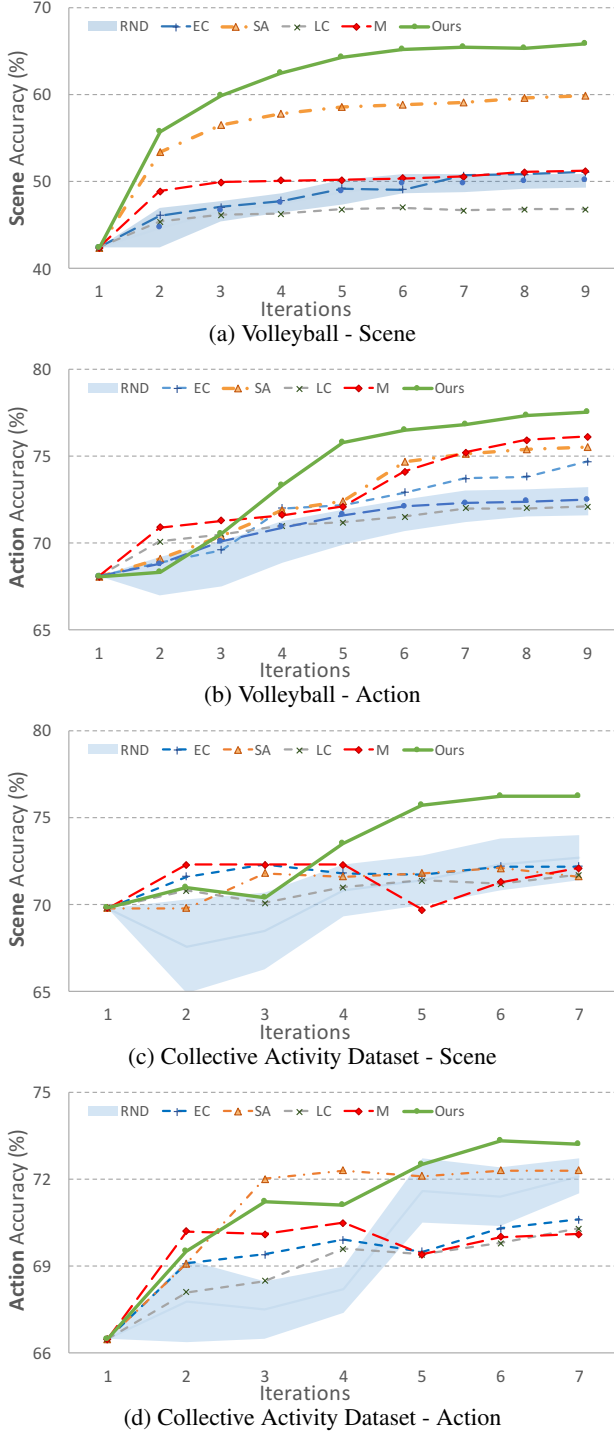 70
RND EC SA LC M Ours
60
50
40
Scene Accuracy (%)
1 2 3 4 5 6 7 8 9
Iterations
(a) Volleyball - Scene
80
RND EC SA LC M Ours
75
70
65
Action Accuracy (%)
1 2 3 4 5 6 7 8 9
Iterations
(b) Volleyball - Action
80
RND EC SA LC M Ours
75
70
65
Scene Accuracy (%)
1 2 3 4 5 6 7
Iterations
(c) Collective Activity Dataset - Scene
75
RND EC SA LC M Ours
72
69
66
Action Accuracy (%)
1 2 3 4 5 6 7
Iterations
(d) Collective Activity Dataset - Action